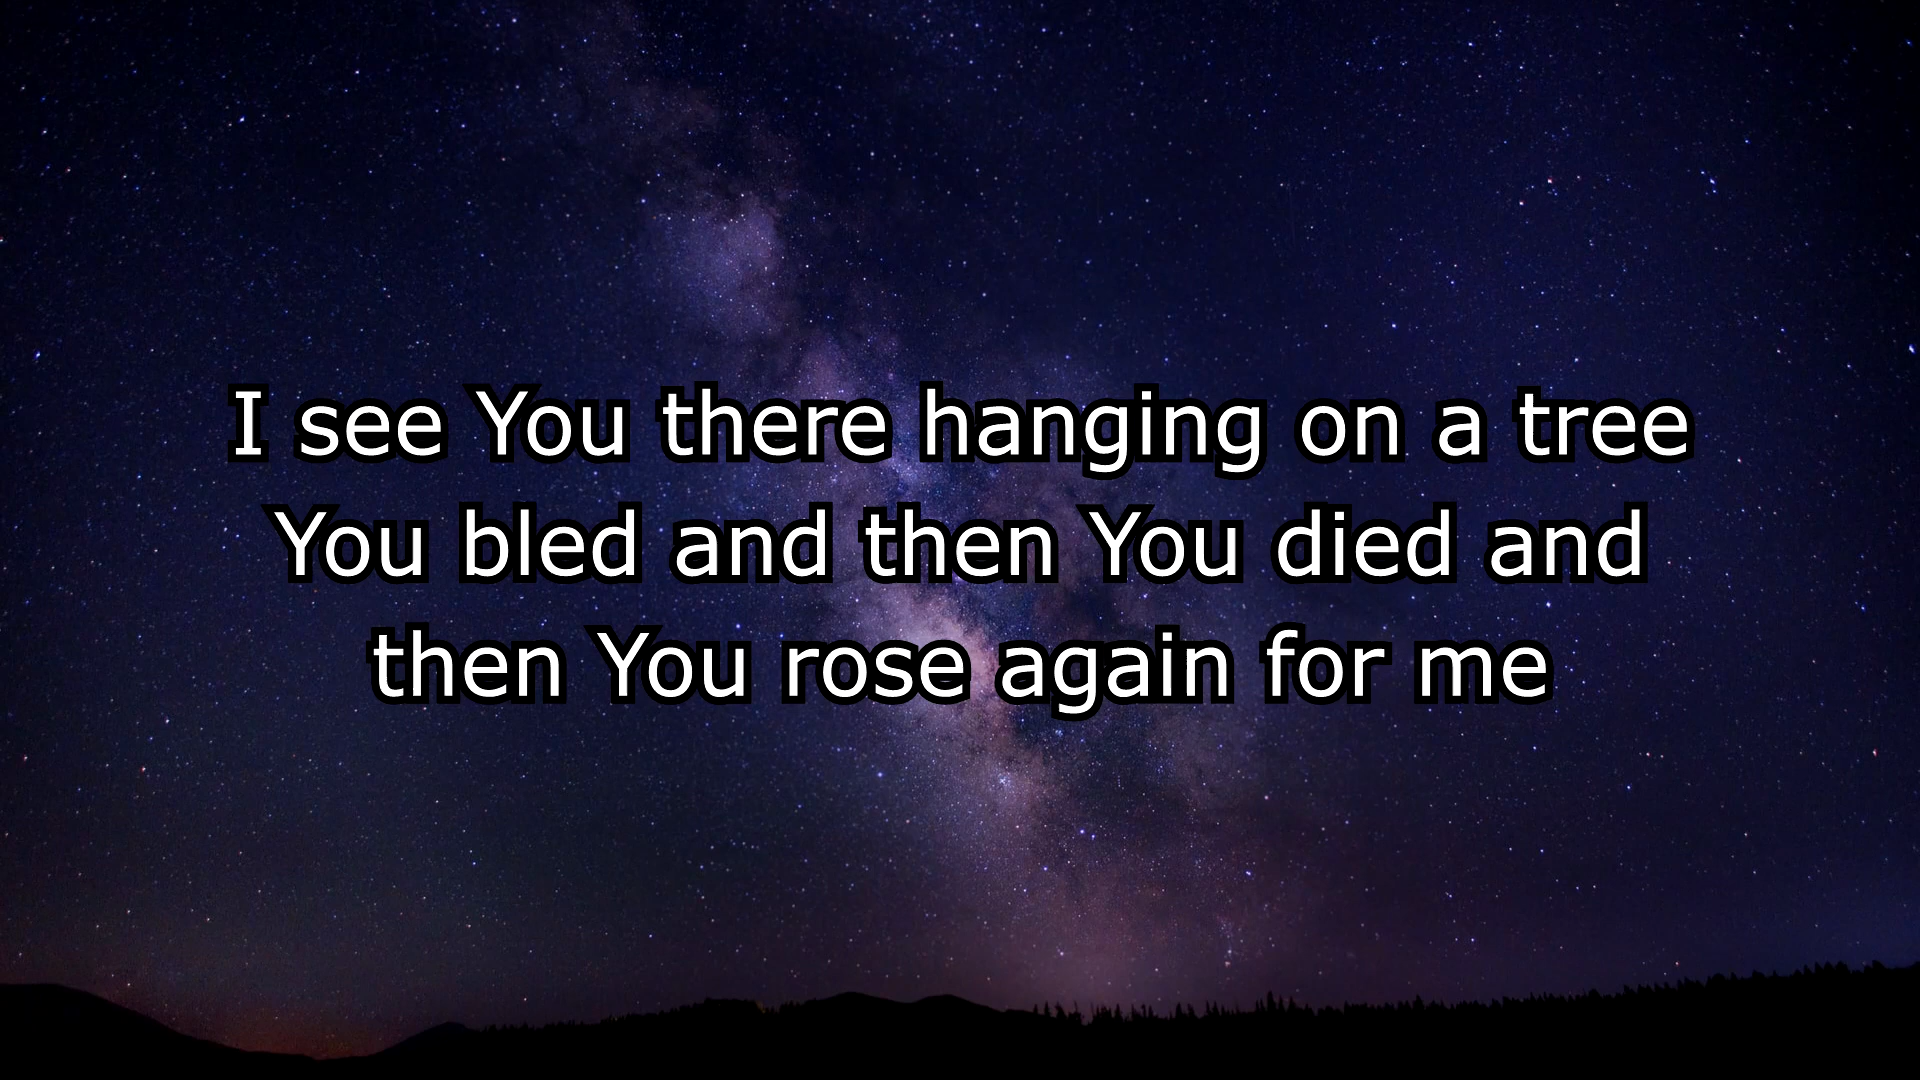 I see You there hanging on a tree
You bled and then You died and
then You rose again for me